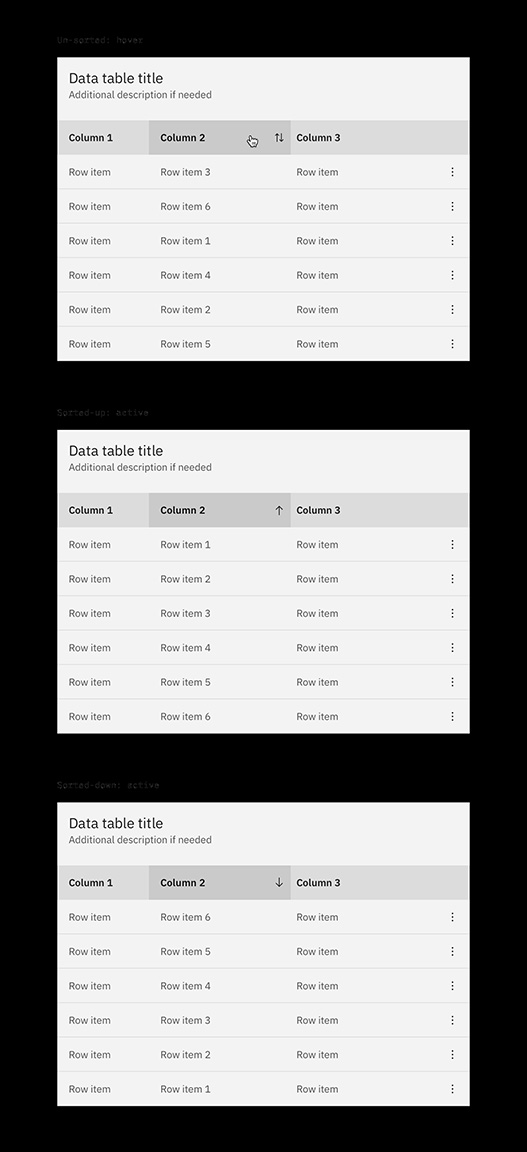 Un-sorted: hover
Data table title
Additional description if needed
Column 1 Column 2 Column 3
Row item Row item 3 Row item
Row item Row item 6 Row item
Row item Row item 1 Row item
Row item Row item 4 Row item
Row item Row item 2 Row item
Row item Row item 5 Row item
Sorted-up: active
Data table title
Additional description if needed
Column 1 Column 2 Column 3
Row item Row item 1 Row item
Row item Row item 2 Row item
Row item Row item 3 Row item
Row item Row item 4 Row item
Row item Row item 5 Row item
Row item Row item 6 Row item
Sorted-down: active
Data table title
Additional description if needed
Column 1 Column 2 Column 3
Row item Row item 6 Row item
Row item Row item 5 Row item
Row item Row item 4 Row item
Row item Row item 3 Row item
Row item Row item 2 Row item
Row item Row item 1 Row item